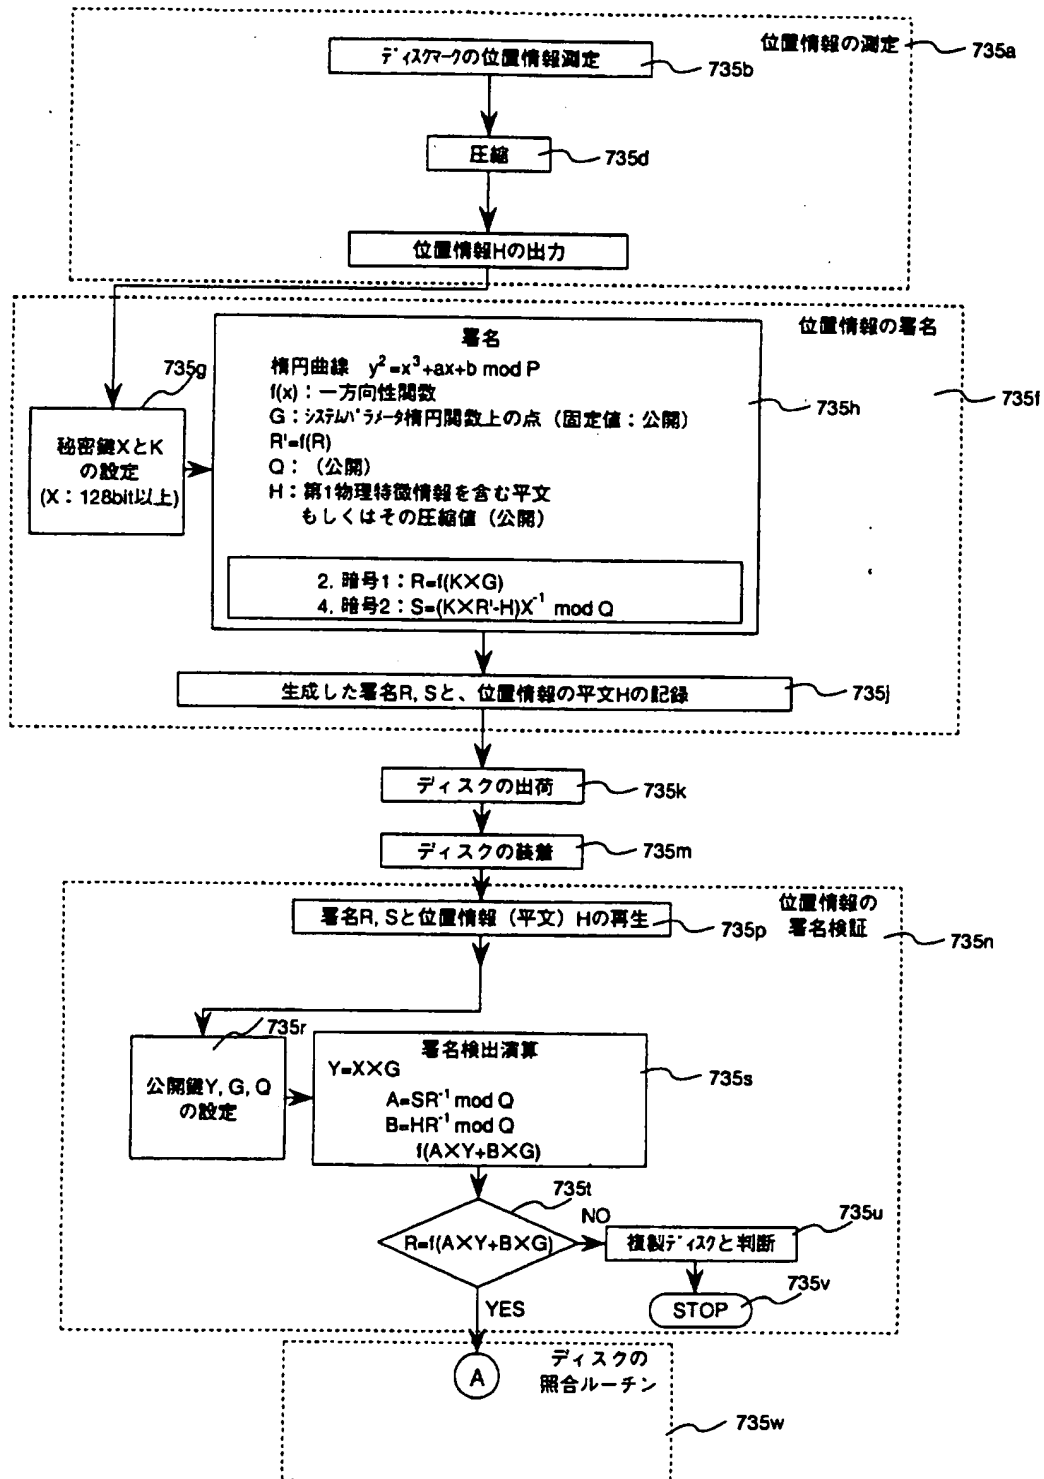 位置情報の測定
735a
ディスクマークの位置情報測定
735b
圧縮
735d
位置情報Hの出力
位置情報の署名
735f
735g
秘密鍵XとK
の設定
(X：128bit以上)
署名
楕円曲線 y²=x³+ax+b mod P
f(x)：一方向性関数
G：システムパラメータ楕円関数上の点（固定値：公開）
R'=f(R)
Q：（公開）
H：第1物理特徴情報を含む平文
もしくはその圧縮値（公開）
735h
2. 暗号1：R=f(K×G)
4. 暗号2：S=(K×R'-H)X⁻¹ mod Q
生成した署名R, Sと、位置情報の平文Hの記録
735j
ディスクの出荷
735k
ディスクの装着
735m
位置情報の
署名検証
735n
署名R, Sと位置情報（平文）Hの再生
735p
735r
公開鍵Y, G, Q
の設定
署名検出演算
Y=X×G
A=SR⁻¹ mod Q
B=HR⁻¹ mod Q
f(A×Y+B×G)
735s
735t
R=f(A×Y+B×G)
NO
複製ディスクと判断
735u
STOP
735v
YES
A
ディスクの
照合ルーチン
735w